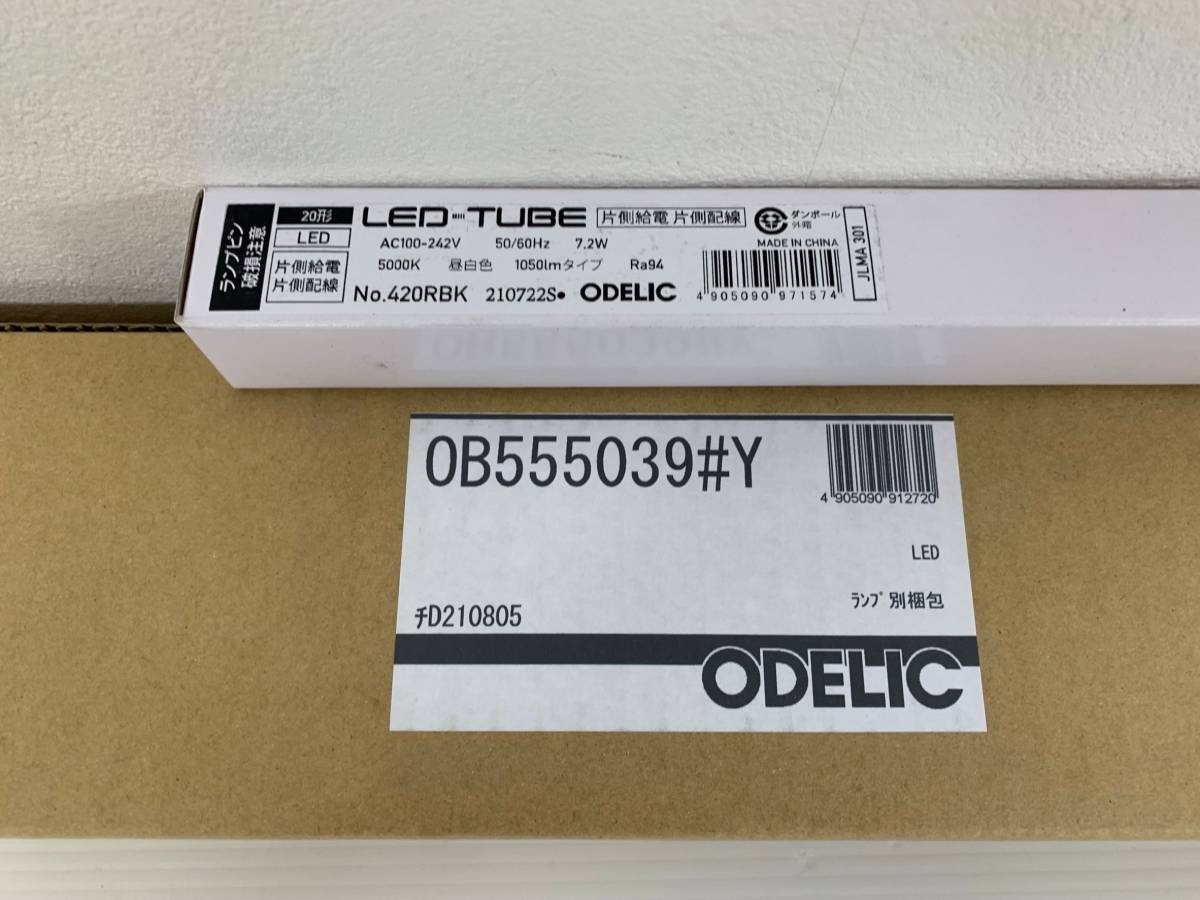 ランプピン
破損注意
20形
LED
片側給電
片側配線
LED TUBE 片側給電 片側配線
ダンボール
外箱
AC100-242V 50/60Hz 7.2W
MADE IN CHINA
5000K 昼白色 1050lmタイプ Ra94
No.420RBK 210722S• ODELIC
4 905090 971574
JLMA 301
OB555039#Y
4 905090 912720
LED
ﾗﾝﾌﾟ別梱包
ﾁD210805
ODELIC